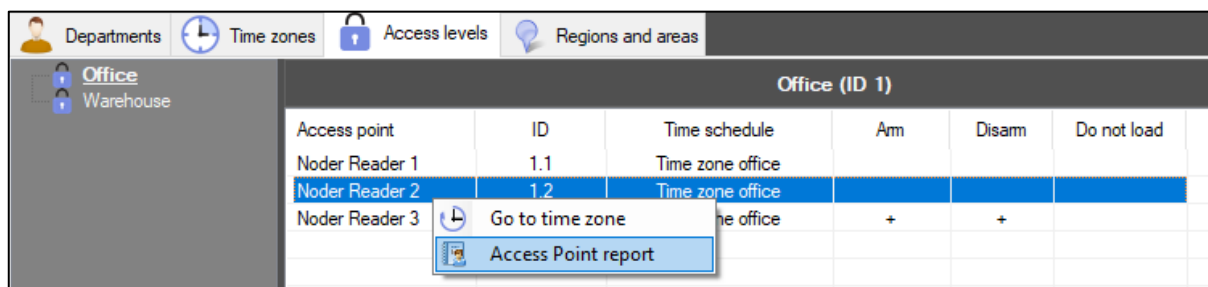 Departments Time zones Access levels Regions and areas
Office
Warehouse
Office (ID 1)
Access point ID Time schedule Arm Disarm Do not load
Noder Reader 1 1.1 Time zone office
Noder Reader 2 1.2 Time zone office
Noder Reader 3 ne office + +
Go to time zone
Access Point report